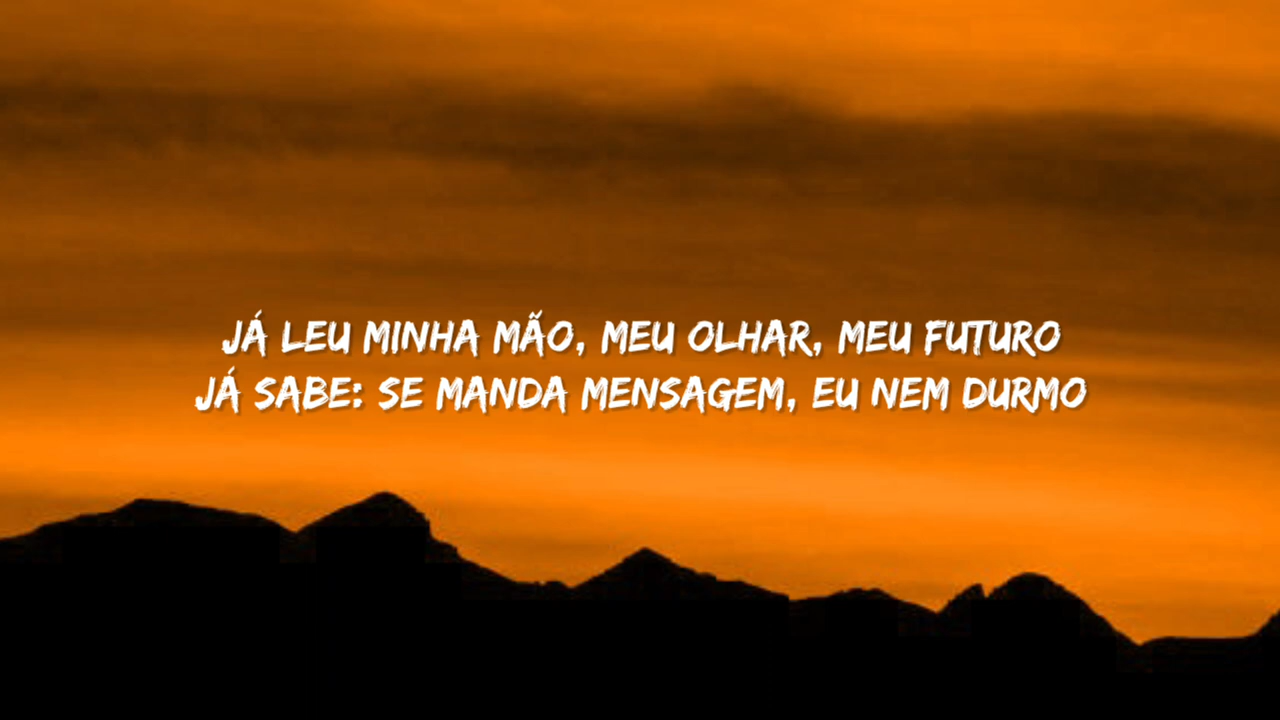 JÁ LEU MINHA MÃO, MEU OLHAR, MEU FUTURO
JÁ SABE: SE MANDA MENSAGEM, EU NEM DURMO